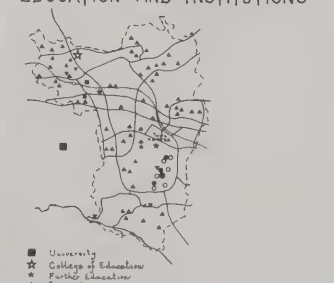 EDUCATION AND INSTITUTIONS
University
College of Education
Further Education